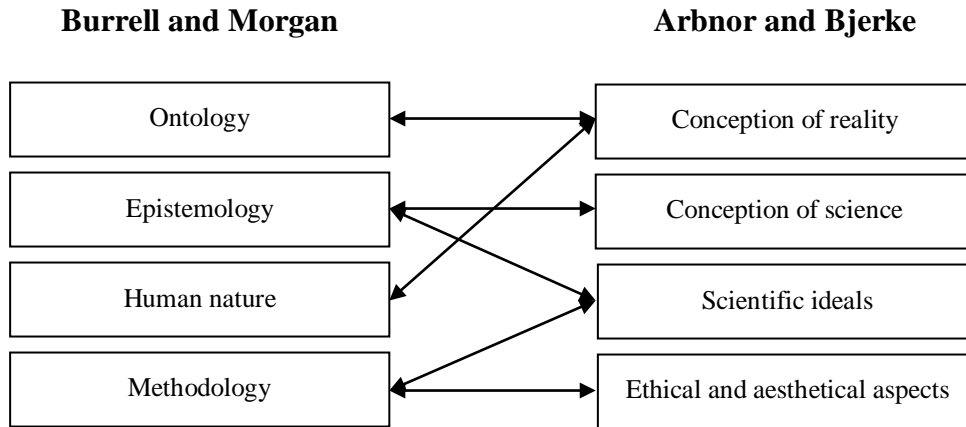 Burrell and Morgan
Arbnor and Bjerke
Ontology
Conception of reality
Epistemology
Conception of science
Human nature
Scientific ideals
Methodology
Ethical and aesthetical aspects